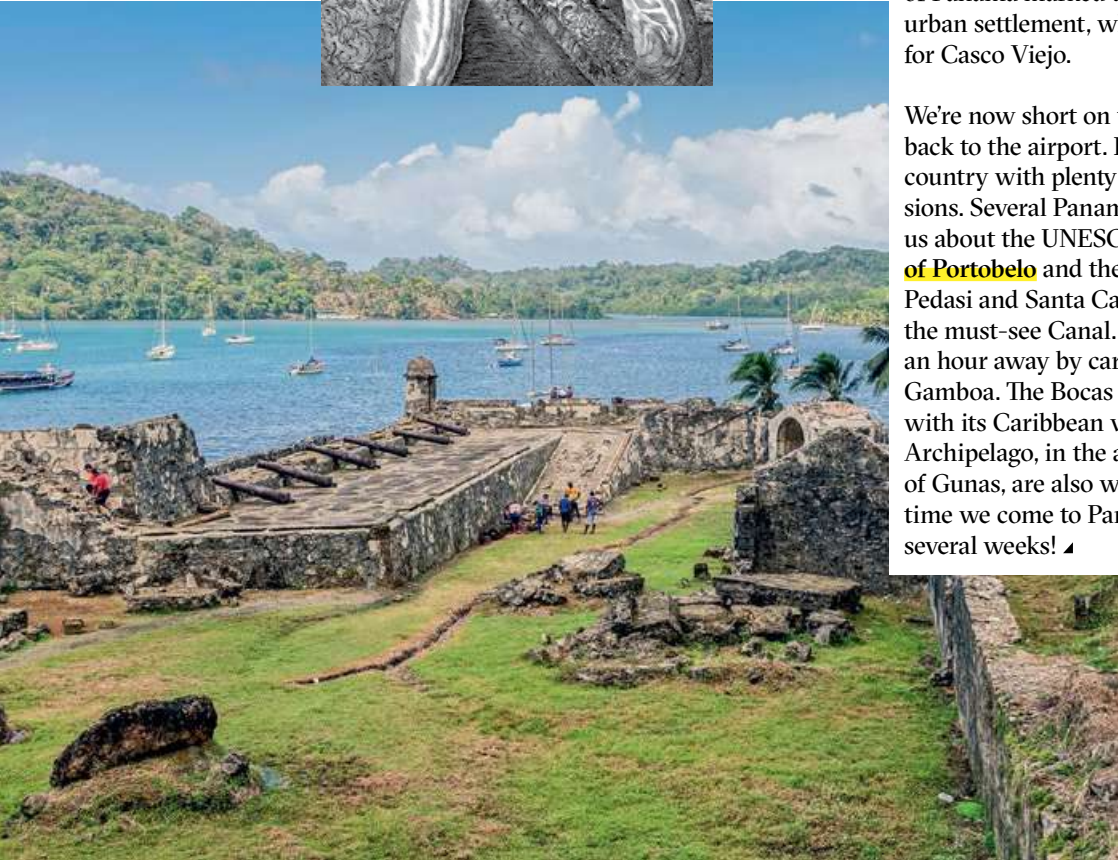 urban settlement, w
for Casco Viejo.
We're now short on
back to the airport.
country with plenty
sions. Several Panam
us about the UNESC
of Portobelo and the
Pedasi and Santa Ca
the must-see Canal.
an hour away by car
Gamboa. The Bocas
with its Caribbean
Archipelago, in the a
of Gunas, are also w
time we come to Pa
several weeks!